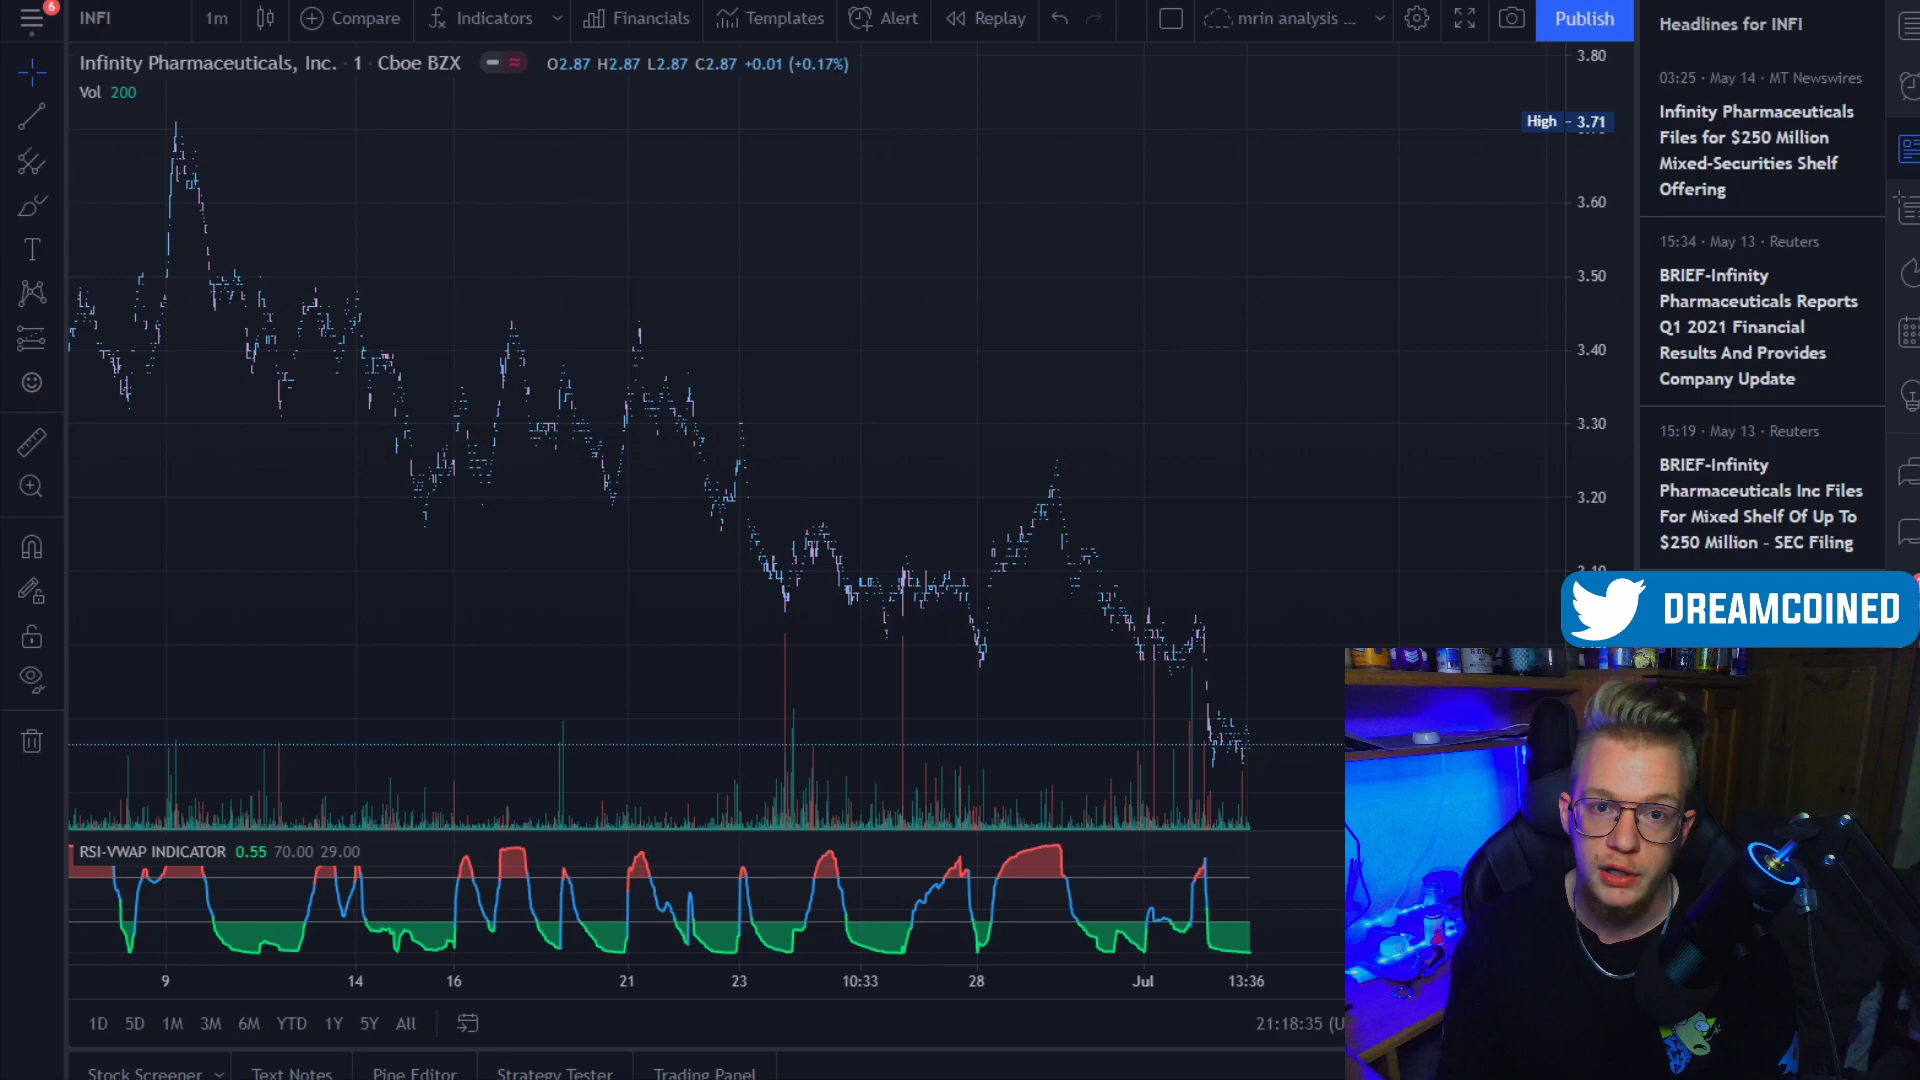 6
INFI
1m
Compare
Indicators
Financials
Templates
Alert
Replay
mrin analysis ...
Publish
Infinity Pharmaceuticals, Inc. · 1 · Cboe BZX
O2.87 H2.87 L2.87 C2.87 +0.01 (+0.17%)
Vol 200
3.80
High 3.71
3.60
3.50
3.40
3.30
3.20
3.10
RSI-VWAP INDICATOR 0.55 70.00 29.00
9
14
16
21
23
10:33
28
Jul
13:36
1D 5D 1M 3M 6M YTD 1Y 5Y All
21:18:35 (U
Stock Screener
Text Notes
Pine Editor
Strategy Tester
Trading Panel
Headlines for INFI
03:25 · May 14 · MT Newswires
Infinity Pharmaceuticals
Files for $250 Million
Mixed-Securities Shelf
Offering
15:34 · May 13 · Reuters
BRIEF-Infinity
Pharmaceuticals Reports
Q1 2021 Financial
Results And Provides
Company Update
15:19 · May 13 · Reuters
BRIEF-Infinity
Pharmaceuticals Inc Files
For Mixed Shelf Of Up To
$250 Million - SEC Filing
DREAMCOINED